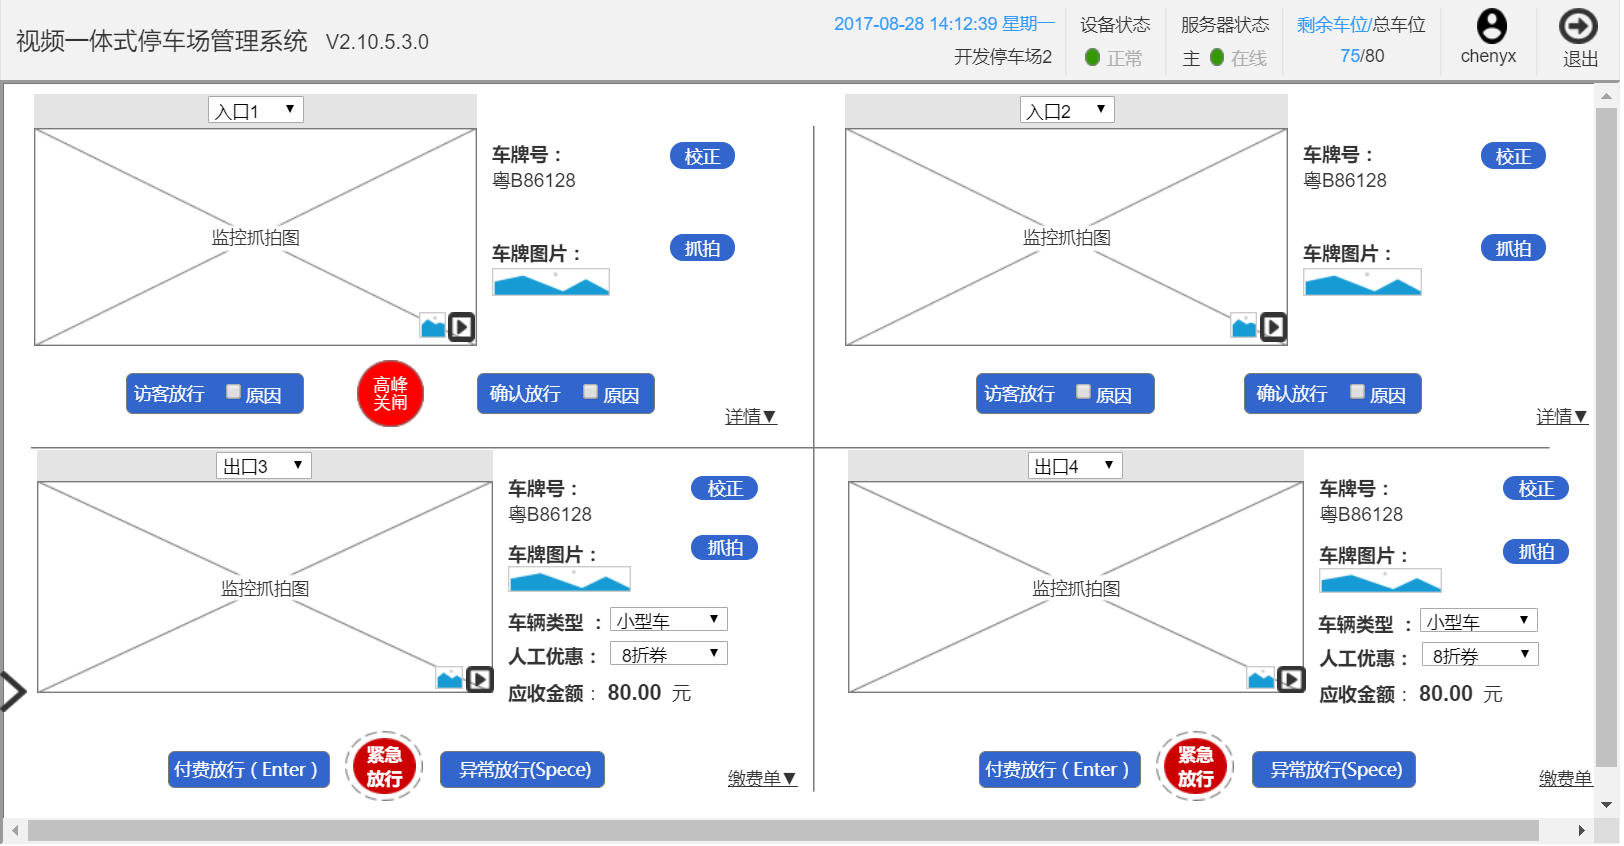 视频一体式停车场管理系统 V2.10.5.3.0
2017-08-28 14:12:39 星期一
开发停车场2
设备状态
正常
服务器状态
主 在线
剩余车位/总车位
75/80
chenyx
退出
入口1
监控抓拍图
车牌号：
粤B86128
校正
车牌图片：
抓拍
访客放行 原因
高峰
关闸
确认放行 原因
详情▼
入口2
监控抓拍图
车牌号：
粤B86128
校正
车牌图片：
抓拍
访客放行 原因
确认放行 原因
详情▼
出口3
监控抓拍图
车牌号：
粤B86128
校正
车牌图片：
抓拍
车辆类型 ： 小型车
人工优惠： 8折券
应收金额： 80.00 元
付费放行（Enter）
紧急
放行
异常放行(Spece)
缴费单▼
出口4
监控抓拍图
车牌号：
粤B86128
校正
车牌图片：
抓拍
车辆类型 ： 小型车
人工优惠： 8折券
应收金额： 80.00 元
付费放行（Enter）
紧急
放行
异常放行(Spece)
缴费单